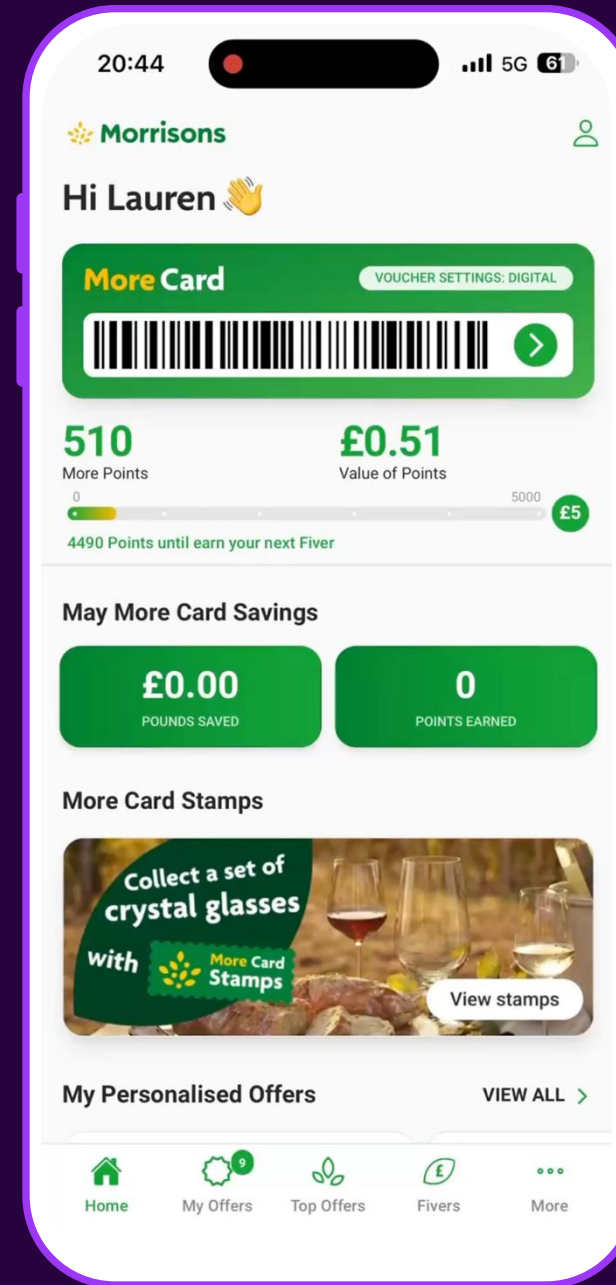 20:44
5G 61
Morrisons
Hi Lauren
More Card
VOUCHER SETTINGS: DIGITAL
510
More Points
£0.51
Value of Points
0
5000
£5
4490 Points until earn your next Fiver
May More Card Savings
£0.00
POUNDS SAVED
0
POINTS EARNED
More Card Stamps
Collect a set of
crystal glasses
with More Card
Stamps
View stamps
My Personalised Offers
VIEW ALL
9
£
Home
My Offers
Top Offers
Fivers
More